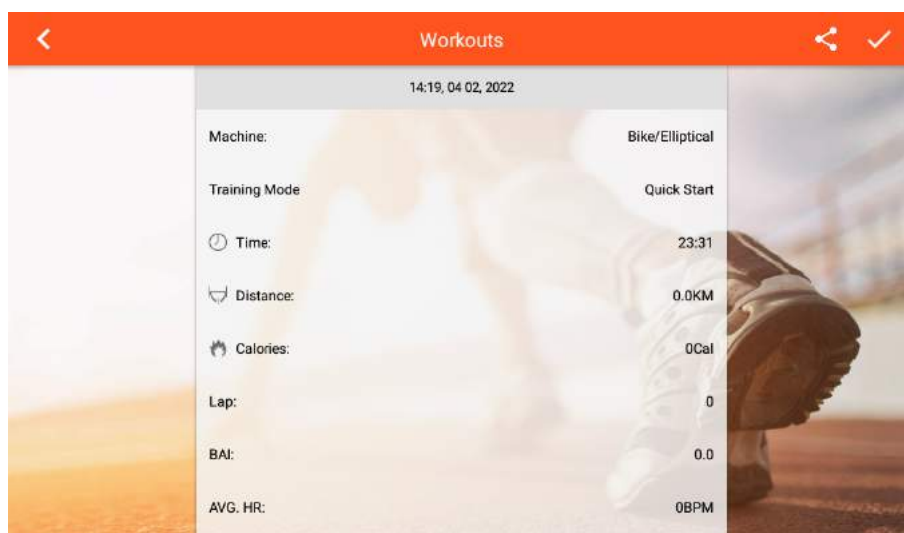 Workouts
14:19, 04 02, 2022
Machine: Bike/Elliptical
Training Mode Quick Start
Time: 23:31
Distance: 0.0KM
Calories: 0Cal
Lap: 0
BAI: 0.0
AVG. HR: 0BPM